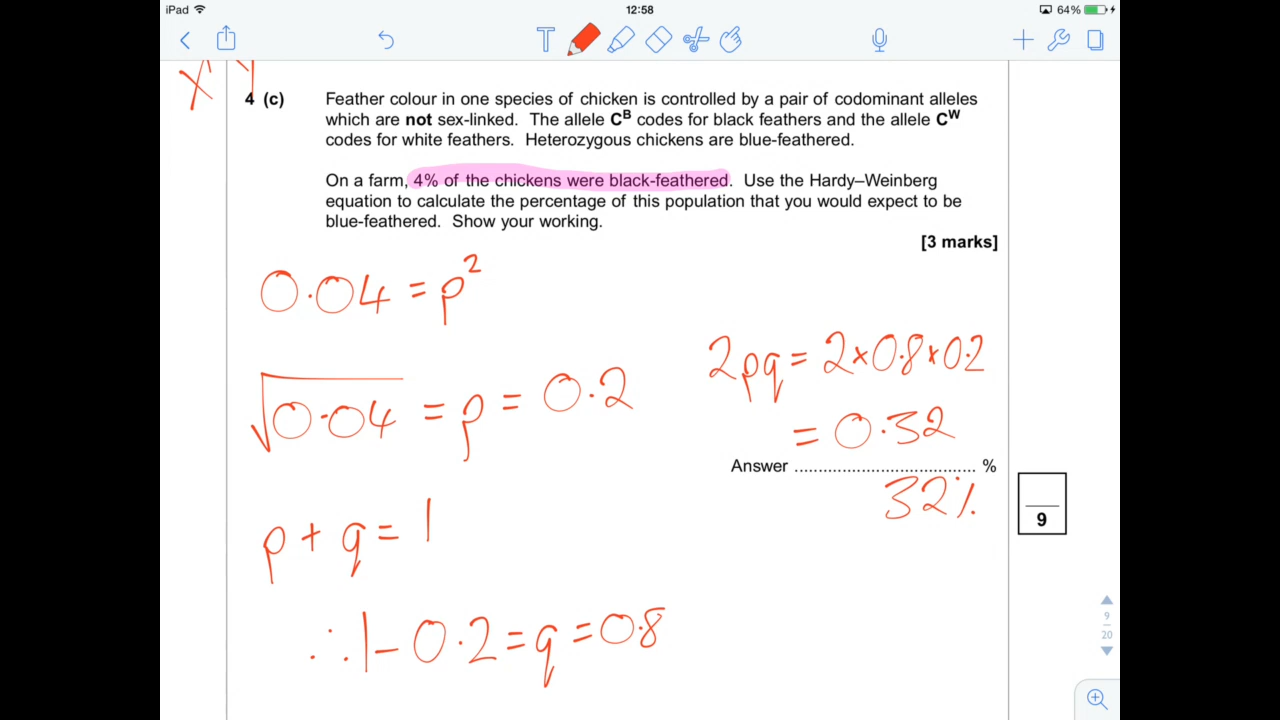 iPad 12:58 64%
X Y
4 (c) Feather colour in one species of chicken is controlled by a pair of codominant alleles
which are not sex-linked. The allele Cᴮ codes for black feathers and the allele Cᵂ
codes for white feathers. Heterozygous chickens are blue-feathered.
On a farm, 4% of the chickens were black-feathered. Use the Hardy–Weinberg
equation to calculate the percentage of this population that you would expect to be
blue-feathered. Show your working.
[3 marks]
0.04 = p²
√0.04 = p = 0.2
p + q = 1
∴ 1 - 0.2 = q = 0.8
2pq = 2 × 0.8 × 0.2
= 0.32
Answer ...................................... %
32%
9
9
20